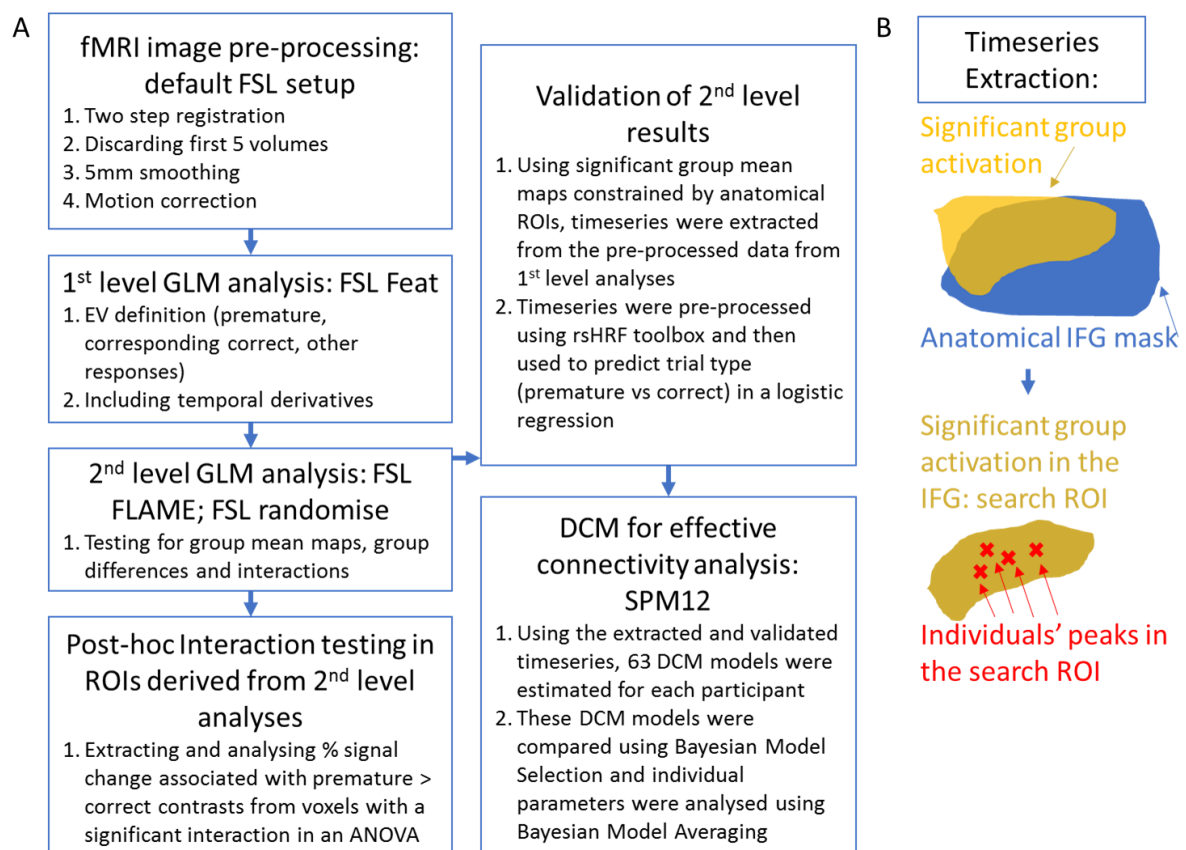 A
fMRI image pre-processing:
default FSL setup
1. Two step registration
2. Discarding first 5 volumes
3. 5mm smoothing
4. Motion correction
1st level GLM analysis: FSL Feat
1. EV definition (premature,
corresponding correct, other
responses)
2. Including temporal derivatives
2nd level GLM analysis: FSL
FLAME; FSL randomise
1. Testing for group mean maps, group
differences and interactions
Post-hoc Interaction testing in
ROIs derived from 2nd level
analyses
1. Extracting and analysing % signal
change associated with premature >
correct contrasts from voxels with a
significant interaction in an ANOVA
Validation of 2nd level
results
1. Using significant group mean
maps constrained by anatomical
ROIs, timeseries were extracted
from the pre-processed data from
1st level analyses
2. Timeseries were pre-processed
using rsHRF toolbox and then
used to predict trial type
(premature vs correct) in a logistic
regression
DCM for effective
connectivity analysis:
SPM12
1. Using the extracted and validated
timeseries, 63 DCM models were
estimated for each participant
2. These DCM models were
compared using Bayesian Model
Selection and individual
parameters were analysed using
Bayesian Model Averaging
B
Timeseries
Extraction:
Significant group
activation
Anatomical IFG mask
Significant group
activation in the
IFG: search ROI
Individuals’ peaks in
the search ROI